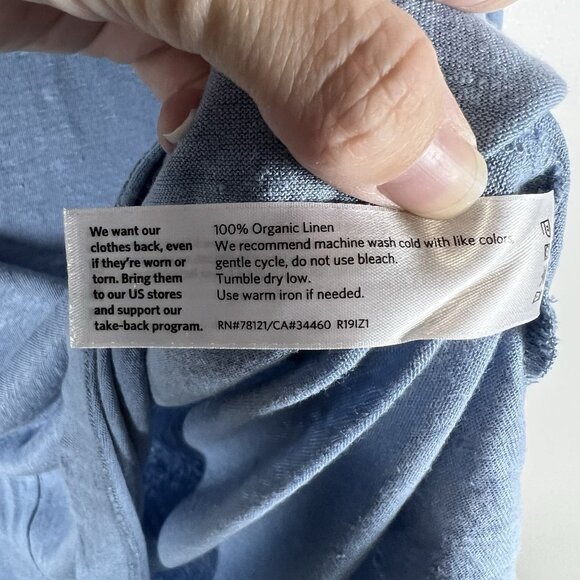 We want our
clothes back, even
if they're worn or
torn. Bring them
to our US stores
and support our
take-back program.
100% Organic Linen
We recommend machine wash cold with like colors,
gentle cycle, do not use bleach.
Tumble dry low.
Use warm iron if needed.
RN#78121/CA#34460 R19IZ1